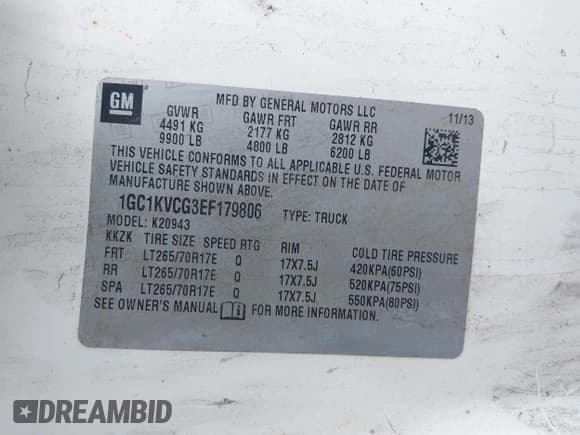 GM
MFD BY GENERAL MOTORS LLC
11/13
GVWR GAWR FRT GAWR RR
4491 KG 2177 KG 2812 KG
9900 LB 4800 LB 6200 LB
THIS VEHICLE CONFORMS TO ALL APPLICABLE U.S. FEDERAL MOTOR
VEHICLE SAFETY STANDARDS IN EFFECT ON THE DATE OF
MANUFACTURE SHOWN ABOVE.
1GC1KVCG3EF179806 TYPE: TRUCK
MODEL: K20943
KKZK TIRE SIZE SPEED RTG RIM COLD TIRE PRESSURE
FRT LT265/70R17E Q 17X7.5J 420KPA(60PSI)
RR LT265/70R17E Q 17X7.5J 520KPA(75PSI)
SPA LT265/70R17E Q 17X7.5J 550KPA(80PSI)
SEE OWNER'S MANUAL FOR MORE INFORMATION.
DREAMBID